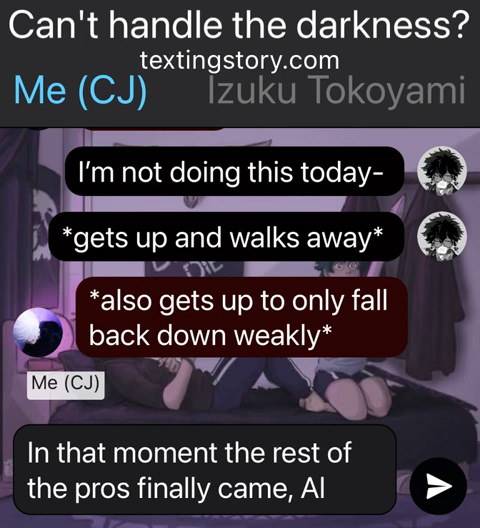 Can't handle the darkness?
textingstory.com
Me (CJ) Izuku Tokoyami
I’m not doing this today-
*gets up and walks away*
*also gets up to only fall
back down weakly*
Me (CJ)
In that moment the rest of
the pros finally came, Al